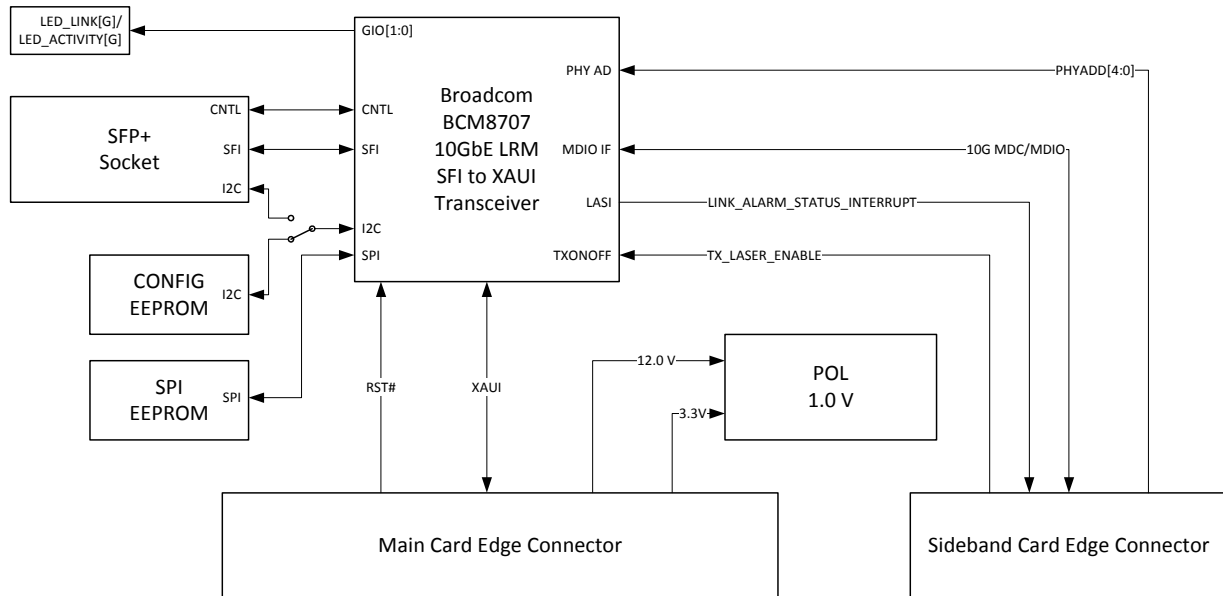 LED_LINK[G]/
LED_ACTIVITY[G]
GIO[1:0]
PHY AD
PHYADD[4:0]
Broadcom
BCM8707
10GbE LRM
SFI to XAUI
Transceiver
CNTL
CNTL
SFP+
Socket
SFI
SFI
I2C
MDIO IF
10G MDC/MDIO
LASI
LINK_ALARM_STATUS_INTERRUPT
I2C
SPI
TXONOFF
TX_LASER_ENABLE
CONFIG
EEPROM
I2C
SPI
EEPROM
SPI
RST#
XAUI
12.0 V
3.3V
POL
1.0 V
Main Card Edge Connector
Sideband Card Edge Connector